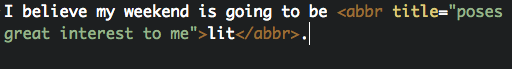 I believe my weekend is going to be <abbr title="poses
great interest to me">lit</abbr>.